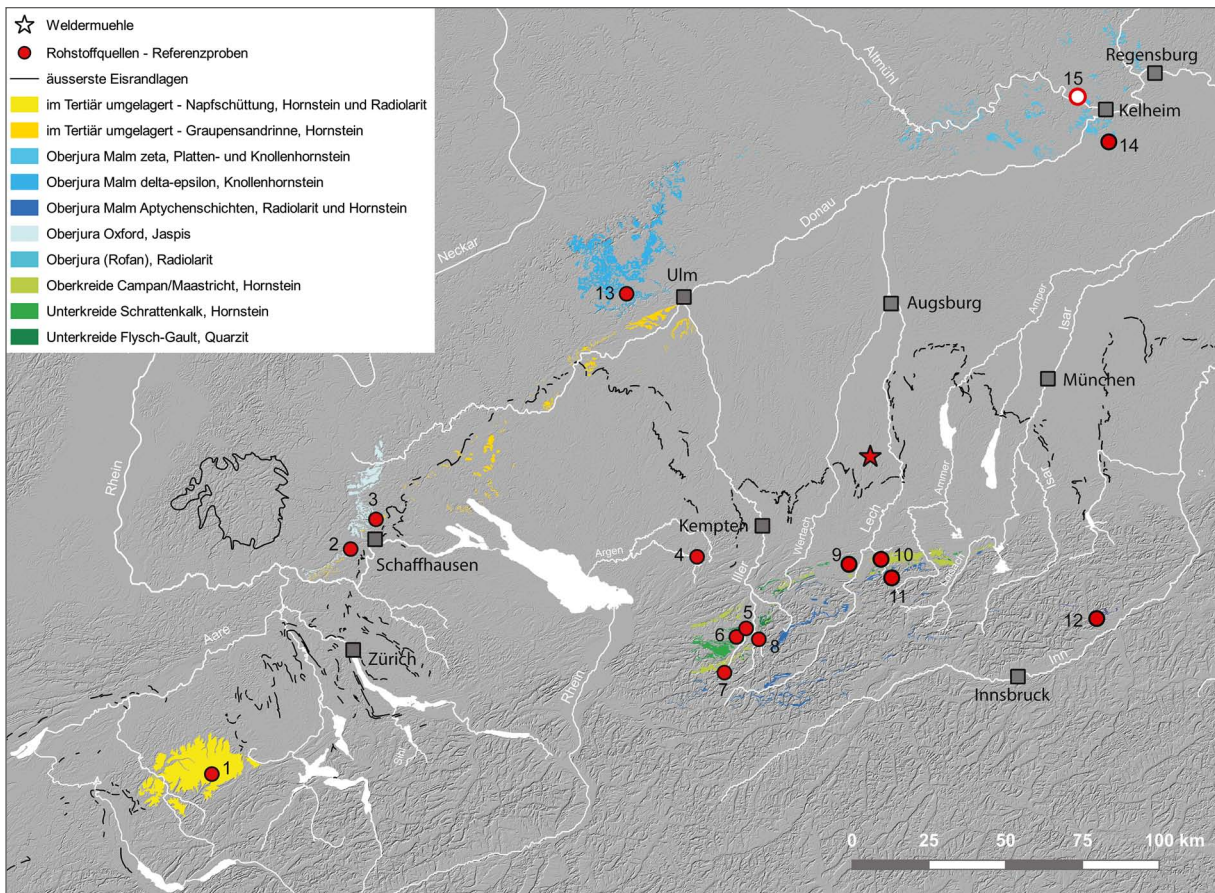 Weldermuehle
Rohstoffquellen - Referenzproben
äusserste Eisrandlagen
im Tertiär umgelagert - Napfschüttung, Hornstein und Radiolarit
im Tertiär umgelagert - Graupensandrinne, Hornstein
Oberjura Malm zeta, Platten- und Knollenhornstein
Oberjura Malm delta-epsilon, Knollenhornstein
Oberjura Malm Aptychenschichten, Radiolarit und Hornstein
Oberjura Oxford, Jaspis
Oberjura (Rofan), Radiolarit
Oberkreide Campan/Maastricht, Hornstein
Unterkreide Schrattenkalk, Hornstein
Unterkreide Flysch-Gault, Quarzit
Altmühl
Regensburg
15
Kelheim
14
Donau
Neckar
13
Ulm
Augsburg
Amper
Isar
München
Rhein
3
2
Schaffhausen
Argen
4
Kempten
Iller
Wertach
Lech
Ammer
Isar
9
10
11
12
5
6
7
8
Inn
Innsbruck
Rhein
Aare
Zürich
Sihl
1
0 25 50 75 100 km